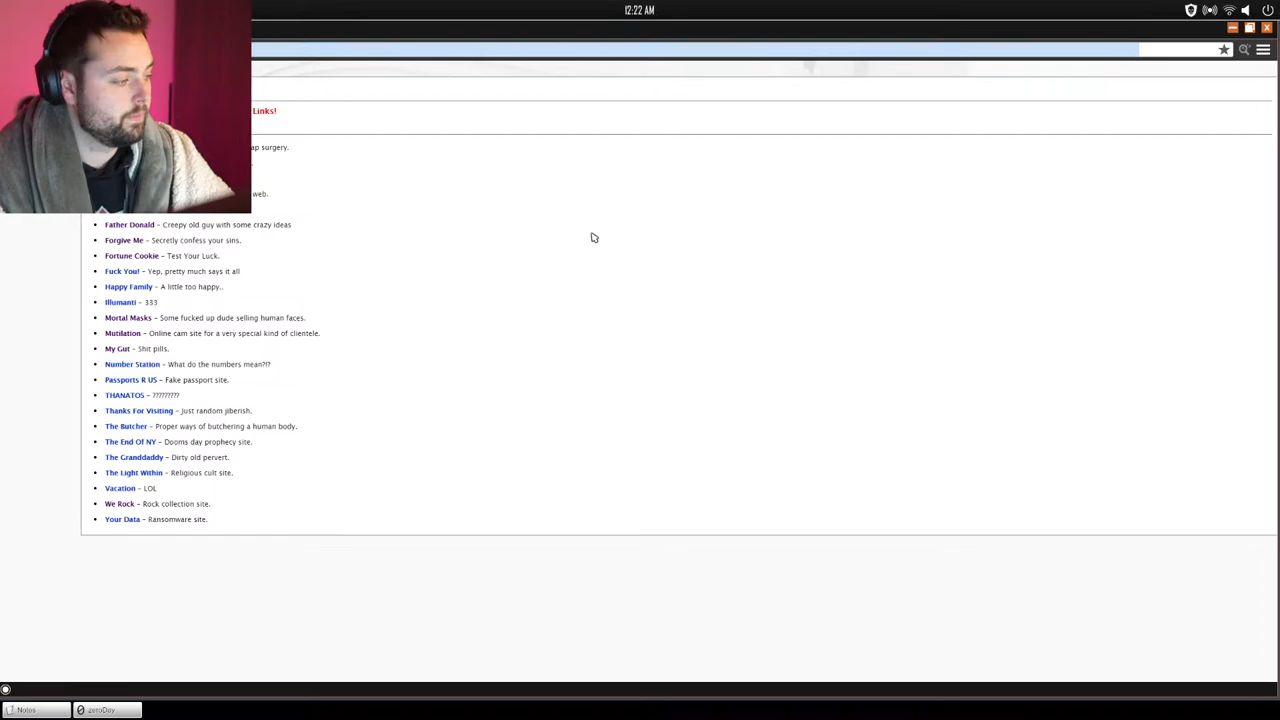 12:22 AM
Links!
ap surgery.
web.
Father Donald - Creepy old guy with some crazy ideas
Forgive Me - Secretly confess your sins.
Fortune Cookie - Test Your Luck.
Fuck You! - Yep, pretty much says it all
Happy Family - A little too happy..
Illumanti - 333
Mortal Masks - Some fucked up dude selling human faces.
Mutilation - Online cam site for a very special kind of clientele.
My Gut - Shit pills.
Number Station - What do the numbers mean?!?
Passports R US - Fake passport site.
THANATOS - ?????????
Thanks For Visiting - Just random jiberish.
The Butcher - Proper ways of butchering a human body.
The End Of NY - Dooms day prophecy site.
The Granddaddy - Dirty old pervert.
The Light Within - Religious cult site.
Vacation - LOL
We Rock - Rock collection site.
Your Data - Ransomware site.
Notes
zeroDay